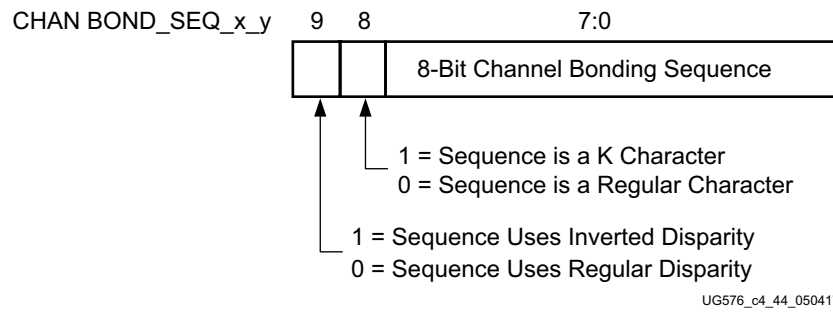 CHAN BOND_SEQ_x_y 9 8 7:0
8-Bit Channel Bonding Sequence
1 = Sequence is a K Character
0 = Sequence is a Regular Character
1 = Sequence Uses Inverted Disparity
0 = Sequence Uses Regular Disparity
UG576_c4_44_05041